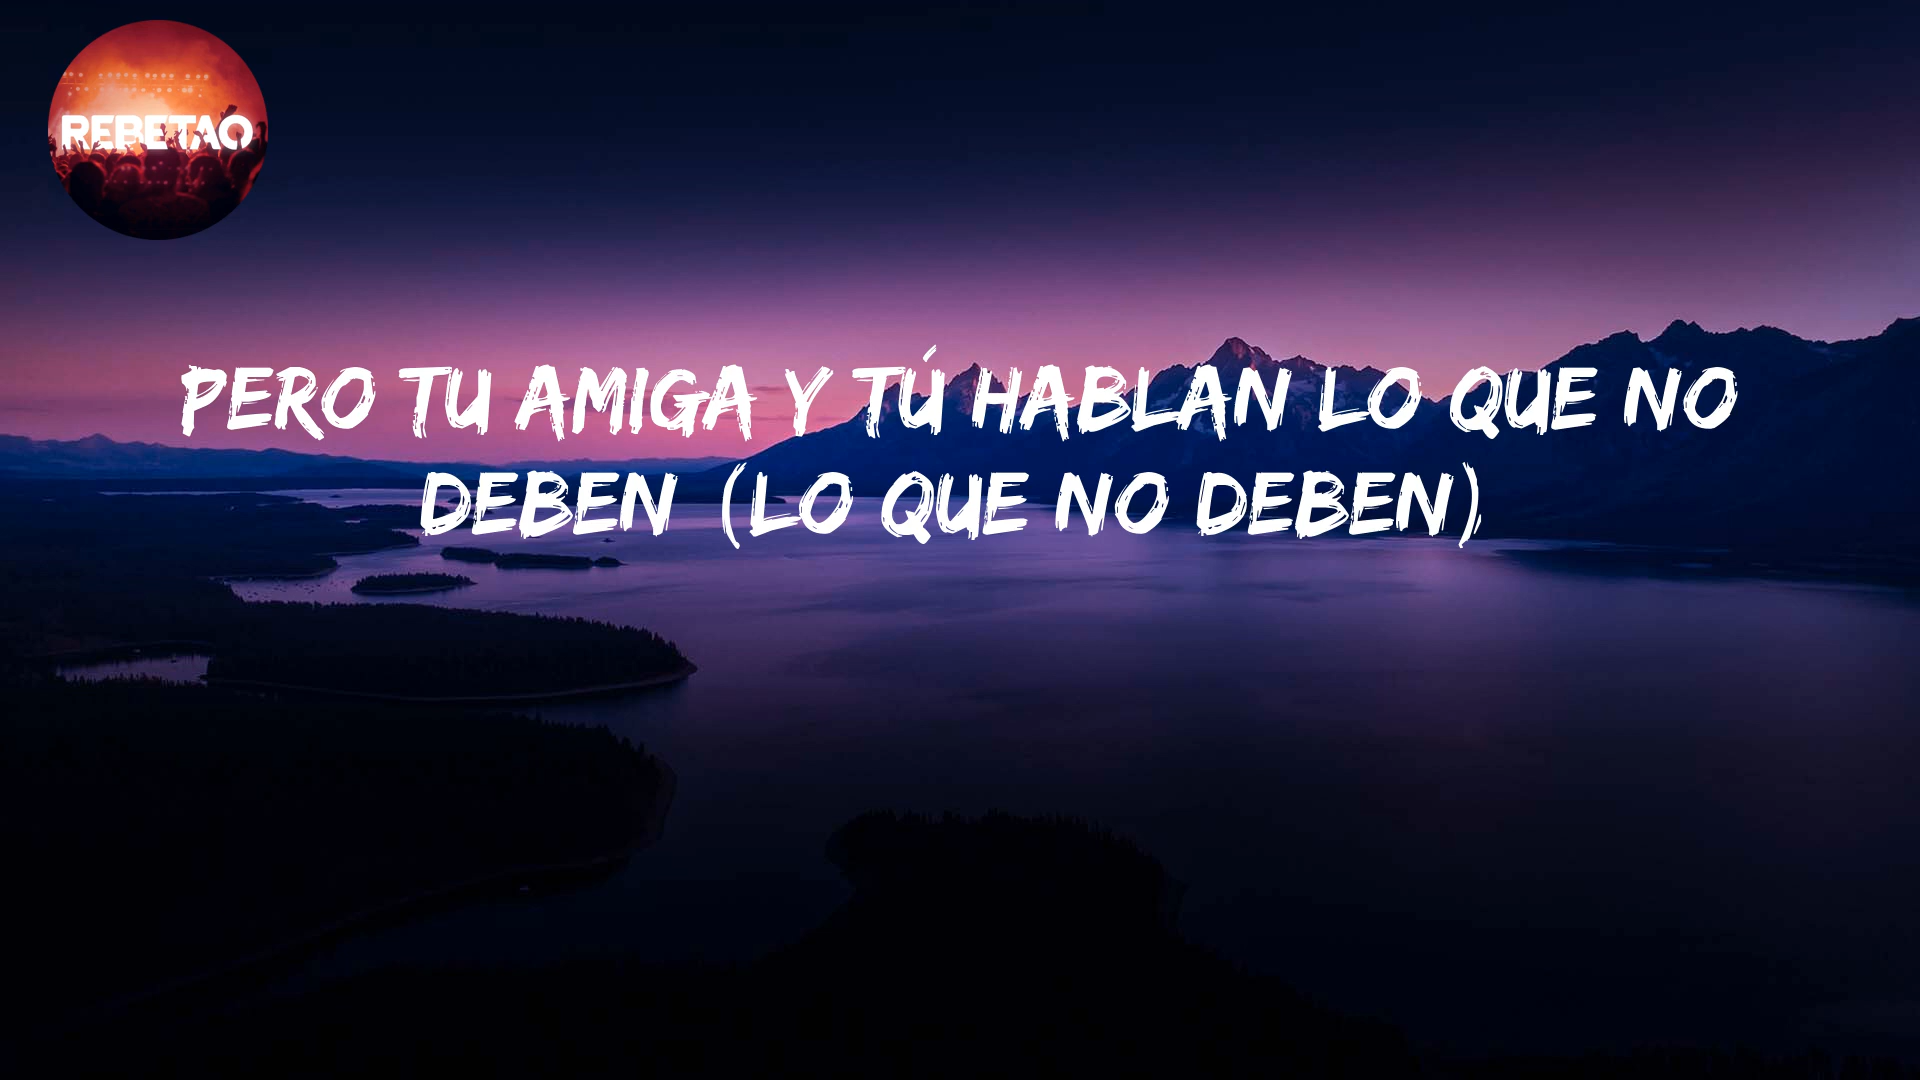 REBETAO
PERO TU AMIGA Y TÚ HABLAN LO QUE NO
DEBEN (LO QUE NO DEBEN)